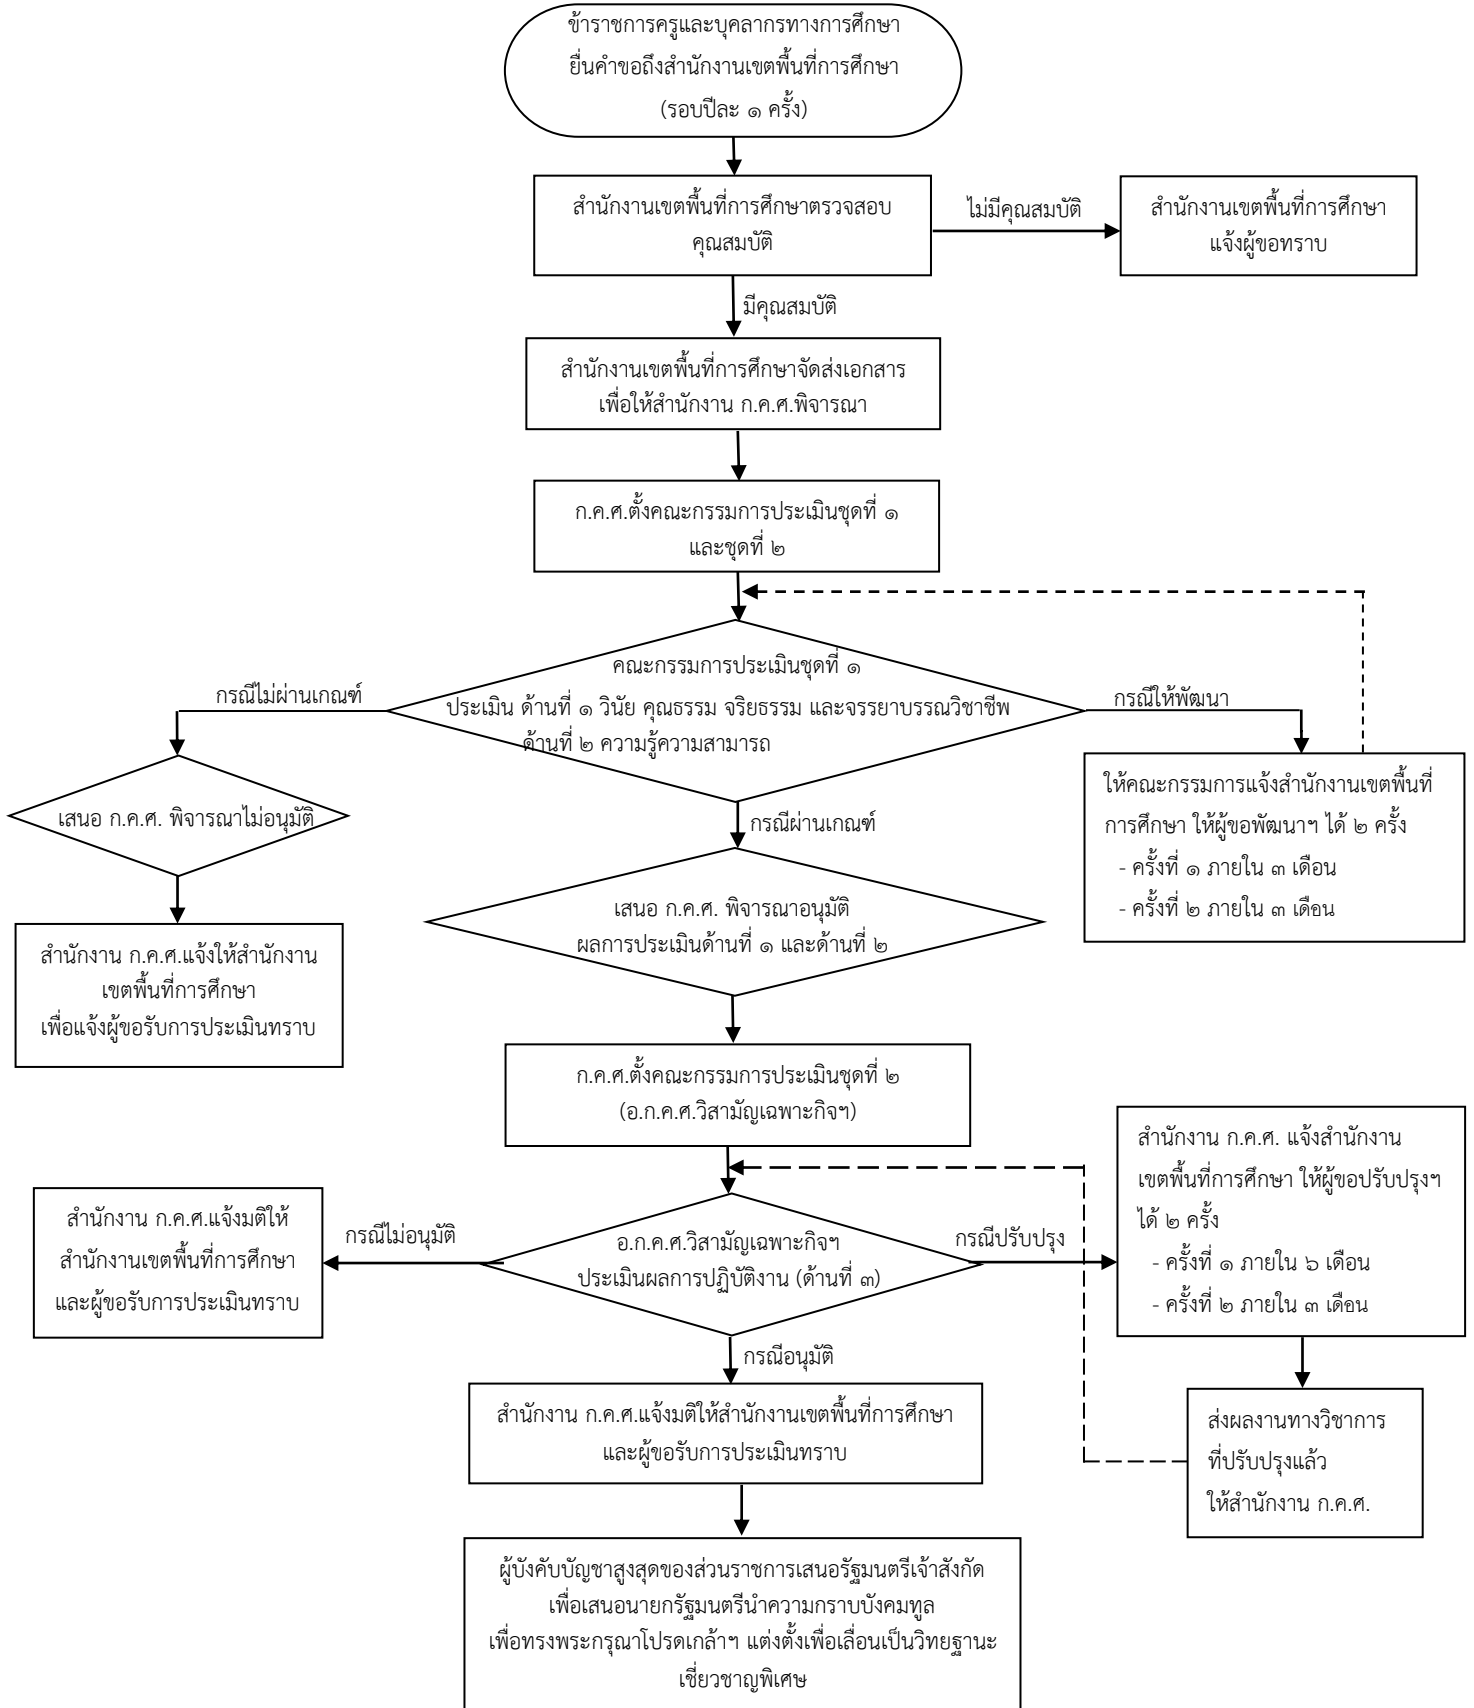 ข้าราชการครูและบุคลากรทางการศึกษา
ยื่นคำขอถึงสำนักงานเขตพื้นที่การศึกษา
(รอบปีละ ๑ ครั้ง)
สำนักงานเขตพื้นที่การศึกษาตรวจสอบ
คุณสมบัติ
ไม่มีคุณสมบัติ
สำนักงานเขตพื้นที่การศึกษา
แจ้งผู้ขอทราบ
มีคุณสมบัติ
สำนักงานเขตพื้นที่การศึกษาจัดส่งเอกสาร
เพื่อให้สำนักงาน ก.ค.ศ.พิจารณา
ก.ค.ศ.ตั้งคณะกรรมการประเมินชุดที่ ๑
และชุดที่ ๒
คณะกรรมการประเมินชุดที่ ๑
ประเมิน ด้านที่ ๑ วินัย คุณธรรม จริยธรรม และจรรยาบรรณวิชาชีพ
ด้านที่ ๒ ความรู้ความสามารถ
กรณีไม่ผ่านเกณฑ์
เสนอ ก.ค.ศ. พิจารณาไม่อนุมัติ
สำนักงาน ก.ค.ศ.แจ้งให้สำนักงาน
เขตพื้นที่การศึกษา
เพื่อแจ้งผู้ขอรับการประเมินทราบ
กรณีให้พัฒนา
ให้คณะกรรมการแจ้งสำนักงานเขตพื้นที่
การศึกษา ให้ผู้ขอพัฒนาฯ ได้ ๒ ครั้ง
- ครั้งที่ ๑ ภายใน ๓ เดือน
- ครั้งที่ ๒ ภายใน ๓ เดือน
กรณีผ่านเกณฑ์
เสนอ ก.ค.ศ. พิจารณาอนุมัติ
ผลการประเมินด้านที่ ๑ และด้านที่ ๒
ก.ค.ศ.ตั้งคณะกรรมการประเมินชุดที่ ๒
(อ.ก.ค.ศ.วิสามัญเฉพาะกิจฯ)
อ.ก.ค.ศ.วิสามัญเฉพาะกิจฯ
ประเมินผลการปฏิบัติงาน (ด้านที่ ๓)
กรณีไม่อนุมัติ
สำนักงาน ก.ค.ศ.แจ้งมติให้
สำนักงานเขตพื้นที่การศึกษา
และผู้ขอรับการประเมินทราบ
กรณีปรับปรุง
สำนักงาน ก.ค.ศ. แจ้งสำนักงาน
เขตพื้นที่การศึกษา ให้ผู้ขอปรับปรุงฯ
ได้ ๒ ครั้ง
- ครั้งที่ ๑ ภายใน ๖ เดือน
- ครั้งที่ ๒ ภายใน ๓ เดือน
ส่งผลงานทางวิชาการ
ที่ปรับปรุงแล้ว
ให้สำนักงาน ก.ค.ศ.
กรณีอนุมัติ
สำนักงาน ก.ค.ศ.แจ้งมติให้สำนักงานเขตพื้นที่การศึกษา
และผู้ขอรับการประเมินทราบ
ผู้บังคับบัญชาสูงสุดของส่วนราชการเสนอรัฐมนตรีเจ้าสังกัด
เพื่อเสนอนายกรัฐมนตรีนำความกราบบังคมทูล
เพื่อทรงพระกรุณาโปรดเกล้าฯ แต่งตั้งเพื่อเลื่อนเป็นวิทยฐานะ
เชี่ยวชาญพิเศษ